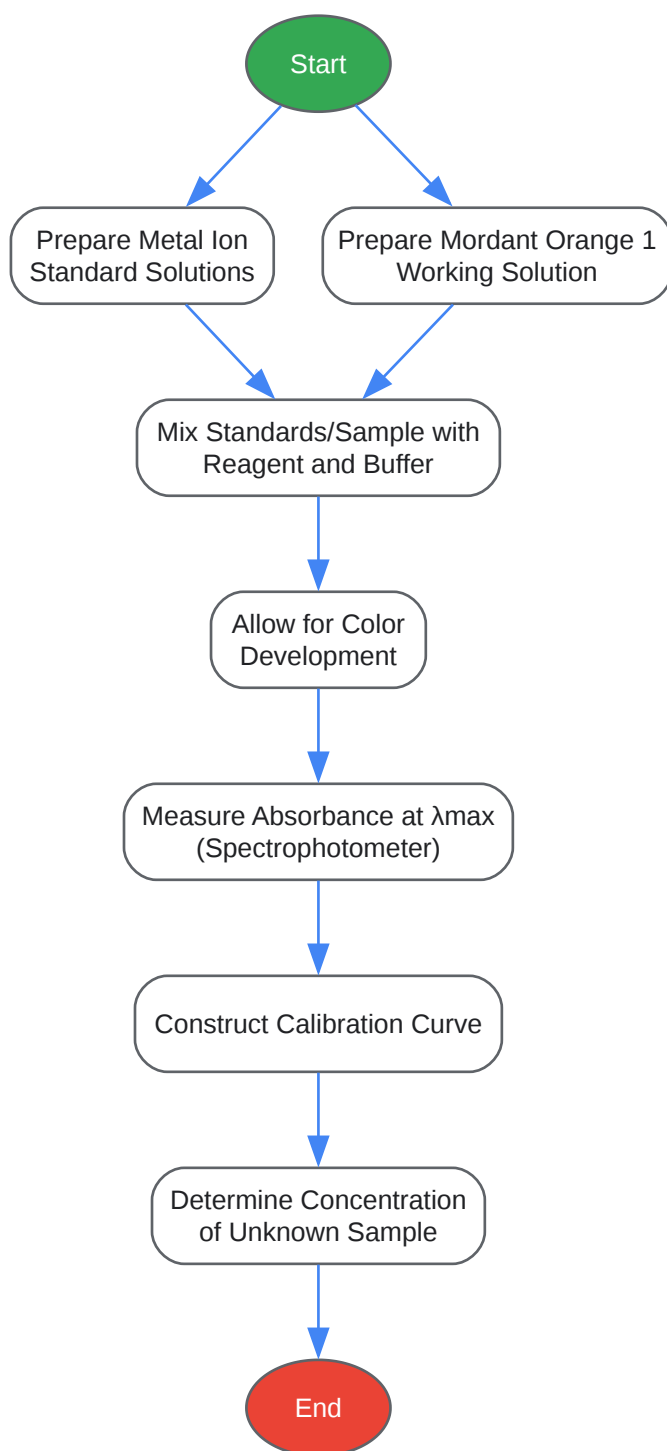 Start
Prepare Metal Ion
Standard Solutions
Prepare Mordant Orange 1
Working Solution
Mix Standards/Sample with
Reagent and Buffer
Allow for Color
Development
Measure Absorbance at λmax
(Spectrophotometer)
Construct Calibration Curve
Determine Concentration
of Unknown Sample
End